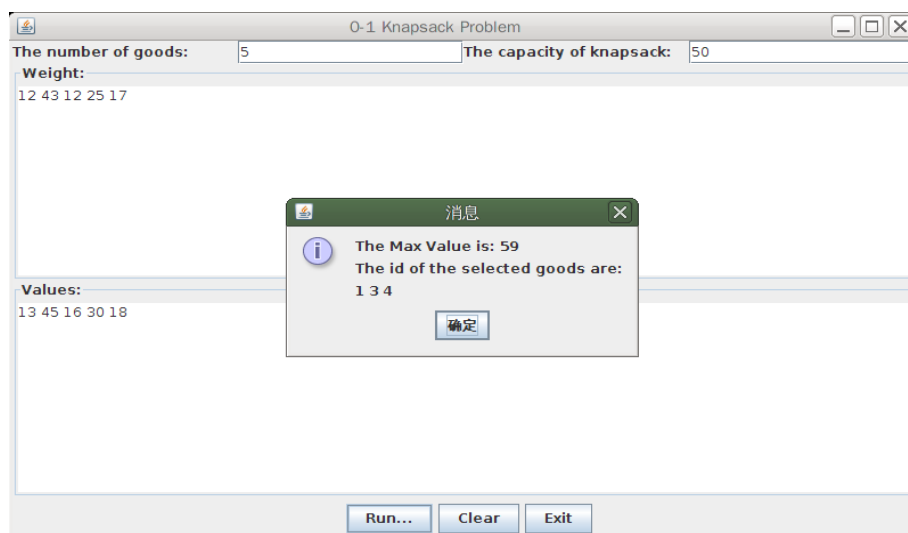 0-1 Knapsack Problem
The number of goods: 5 The capacity of knapsack: 50
Weight:
12 43 12 25 17
消息
The Max Value is: 59
The id of the selected goods are:
1 3 4
确定
Values:
13 45 16 30 18
Run... Clear Exit